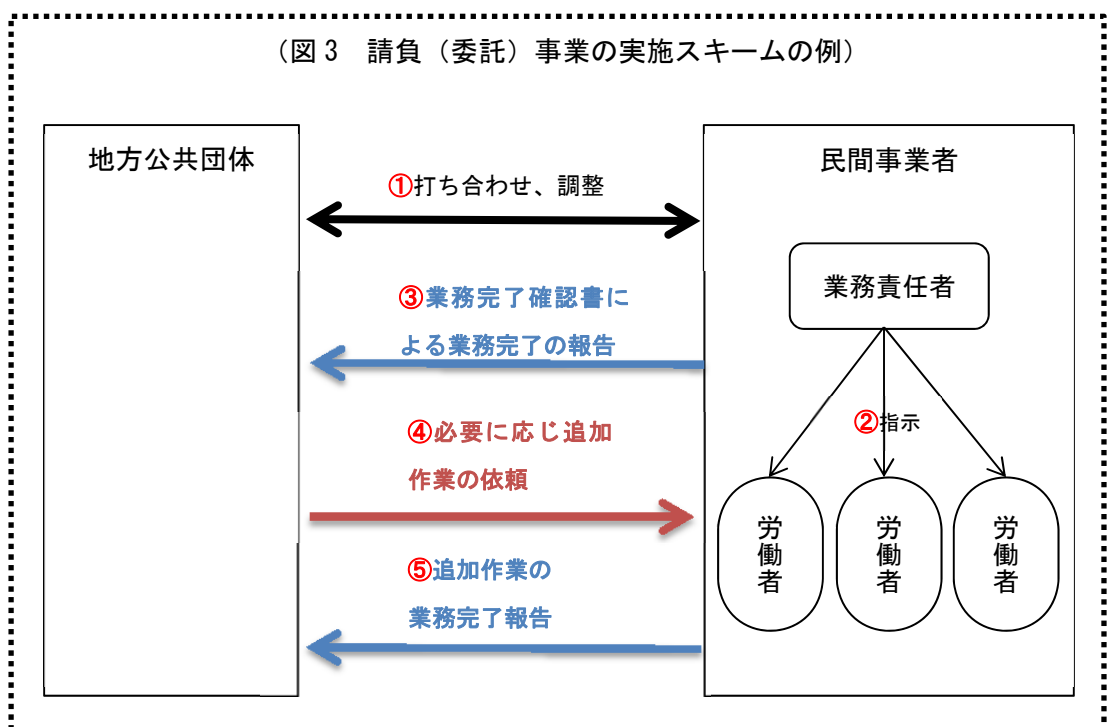 （図３　請負（委託）事業の実施スキームの例）
地方公共団体
民間事業者
①打ち合わせ、調整
業務責任者
③業務完了確認書に
よる業務完了の報告
②指示
④必要に応じ追加
作業の依頼
労働者
労働者
労働者
⑤追加作業の
業務完了報告